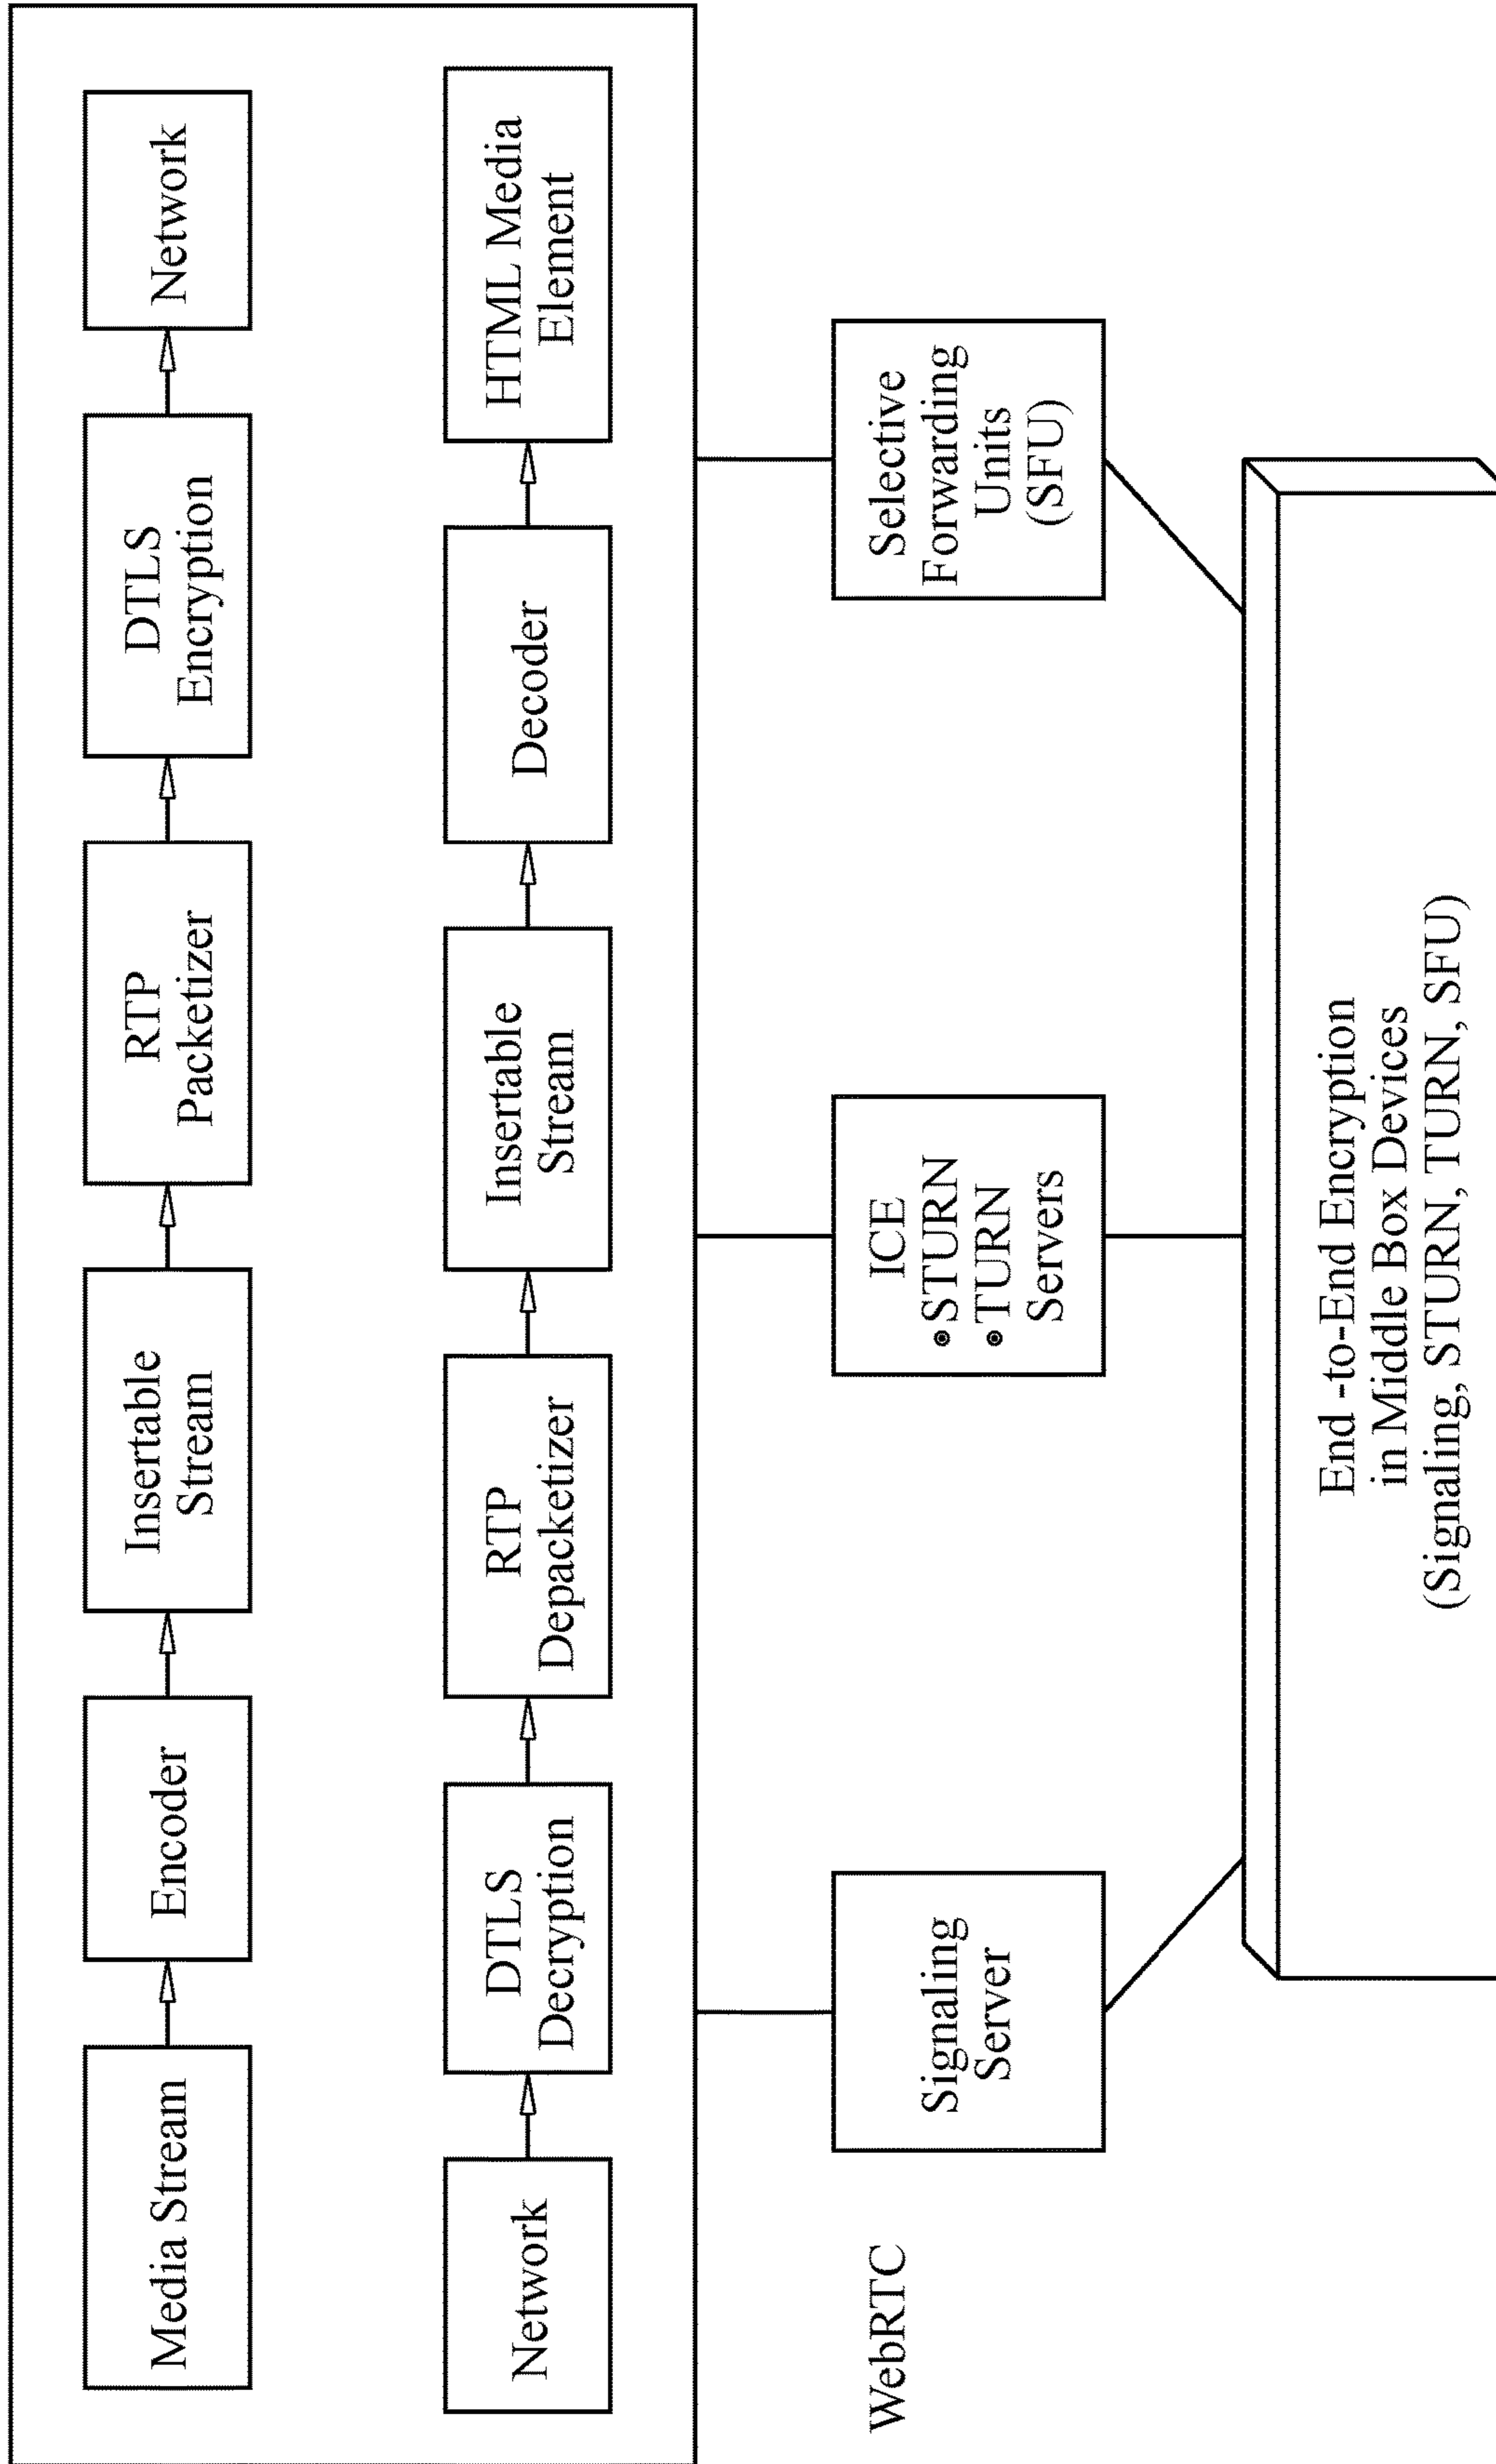 Media Stream
Encoder
Insertable
Stream
RTP
Packetizer
DTLS
Encryption
Network
Network
DTLS
Decryption
RTP
Depacketizer
Insertable
Stream
Decoder
HTML Media
Element
WebRTC
Signaling
Server
ICE
•STURN
•TURN
Servers
Selective
Forwarding
Units
(SFU)
End -to-End Encryption
in Middle Box Devices
(Signaling, STURN, TURN, SFU)